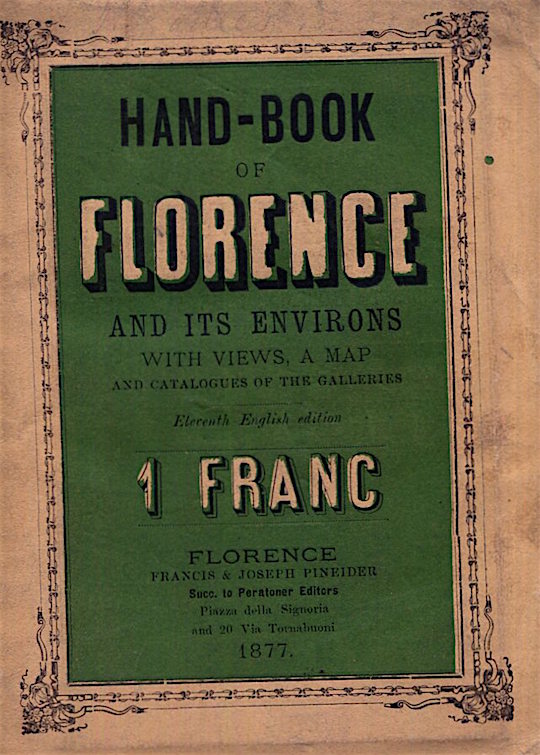 HAND-BOOK
OF
FLORENCE
AND ITS ENVIRONS
WITH VIEWS, A MAP
AND CATALOGUES OF THE GALLERIES
Eleventh English edition
1 FRANC
FLORENCE
FRANCIS & JOSEPH PINEIDER
Succ. to Peratoner Editors
Piazza della Signoria
and 20 Via Tornabuoni
1877.